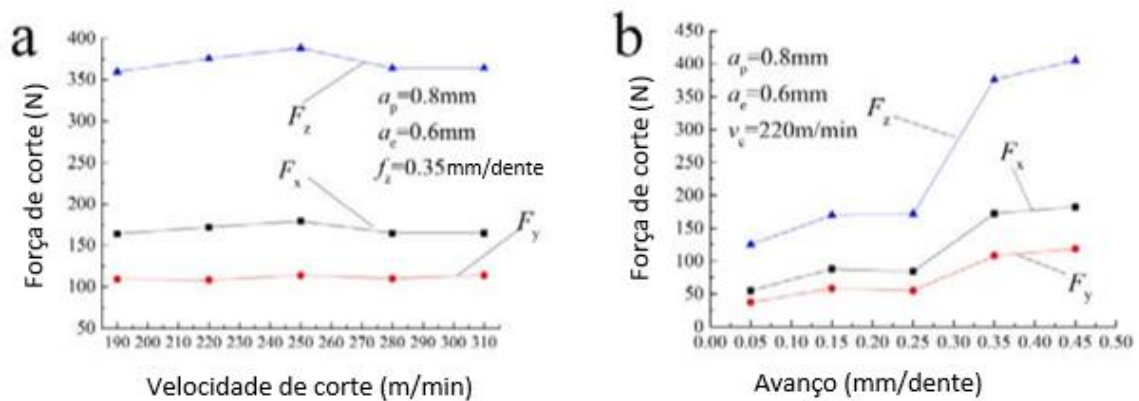 a
Força de corte (N)
400
350
300
250
200
150
100
50
190 200 210 220 230 240 250 260 270 280 290 300 310
Velocidade de corte (m/min)
F_z
F_x
F_y
a_p=0.8mm
a_e=0.6mm
f_z=0.35mm/dente
b
Força de corte (N)
450
400
350
300
250
200
150
100
50
0
0.00 0.05 0.10 0.15 0.20 0.25 0.30 0.35 0.40 0.45 0.50
Avanço (mm/dente)
a_p=0.8mm
a_e=0.6mm
v_c=220m/min
F_z
F_x
F_y